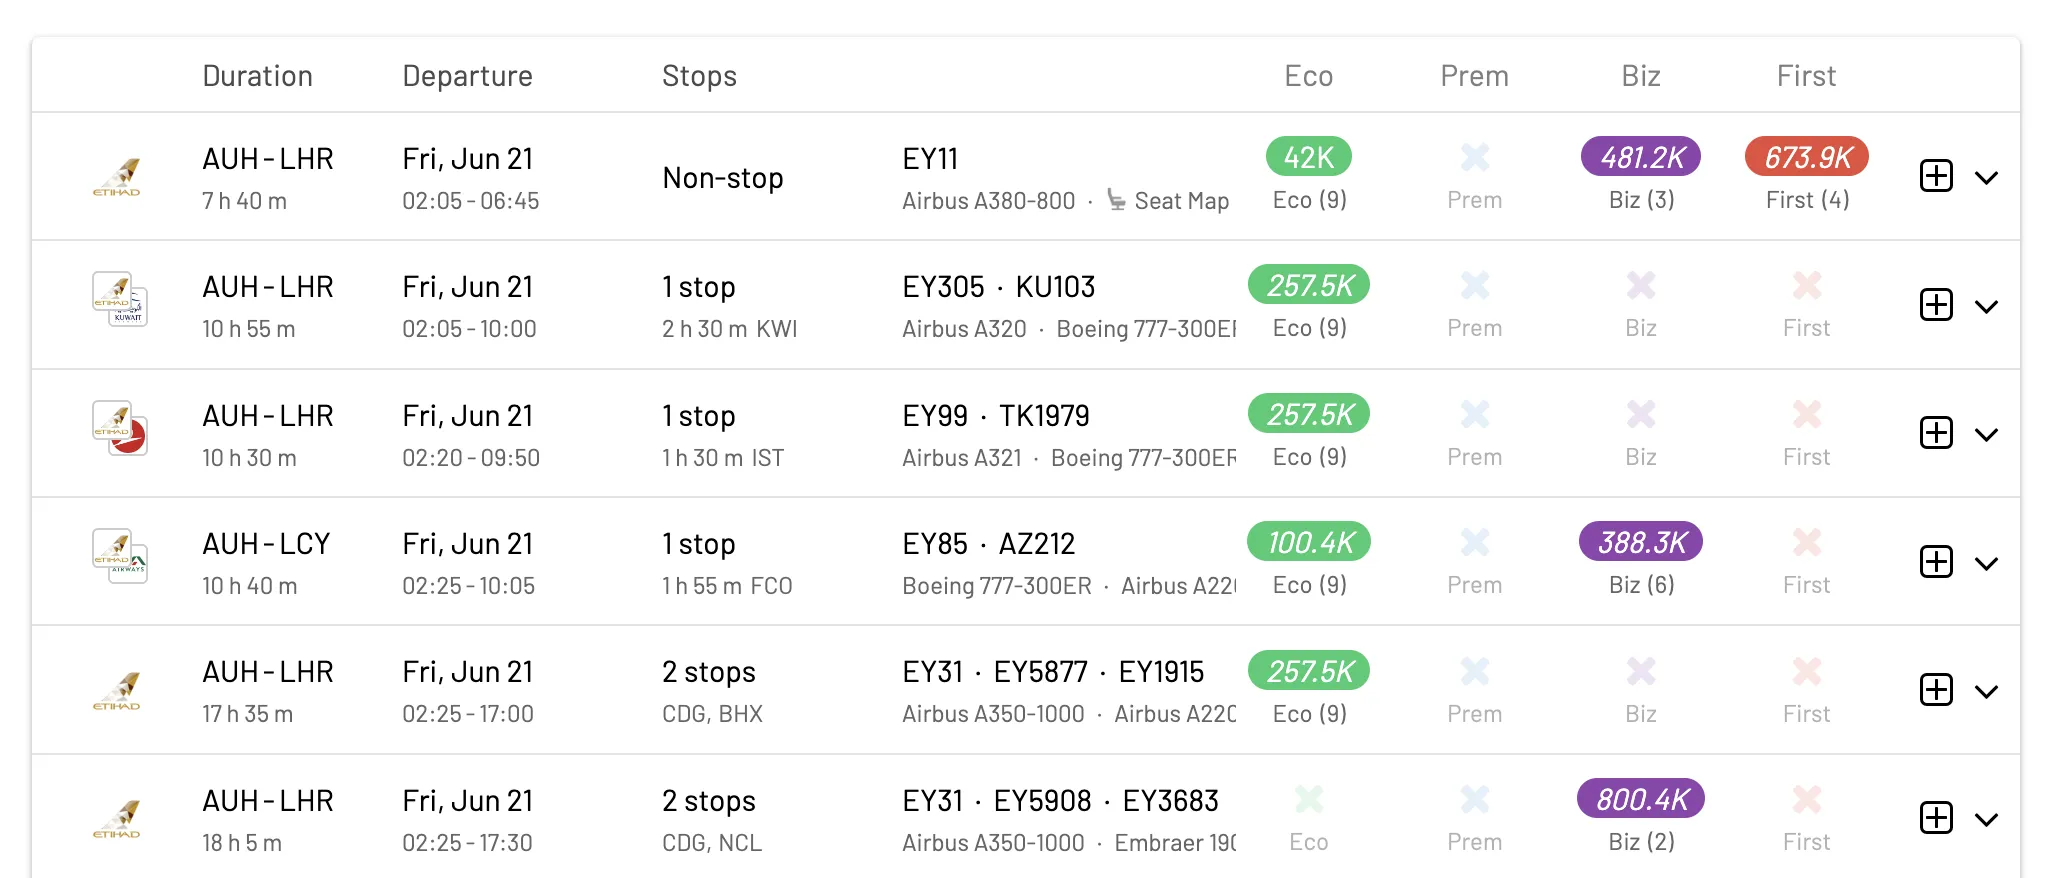 Duration Departure Stops Eco Prem Biz First
ETIHAD AUH-LHR Fri, Jun 21 Non-stop EY11 42K 481.2K 673.9K
7 h 40 m 02:05-06:45 Airbus A380-800 · Seat Map Eco (9) Prem Biz (3) First (4)
ETIHAD KUWAIT AUH-LHR Fri, Jun 21 1 stop EY305 · KU103 257.5K
10 h 55 m 02:05-10:00 2 h 30 m KWI Airbus A320 · Boeing 777-300ER Eco (9) Prem Biz First
ETIHAD AUH-LHR Fri, Jun 21 1 stop EY99 · TK1979 257.5K
10 h 30 m 02:20-09:50 1 h 30 m IST Airbus A321 · Boeing 777-300ER Eco (9) Prem Biz First
ETIHAD AIRWAYS AUH-LCY Fri, Jun 21 1 stop EY85 · AZ212 100.4K 388.3K
10 h 40 m 02:25-10:05 1 h 55 m FCO Boeing 777-300ER · Airbus A220 Eco (9) Prem Biz (6) First
ETIHAD AUH-LHR Fri, Jun 21 2 stops EY31 · EY5877 · EY1915 257.5K
17 h 35 m 02:25-17:00 CDG, BHX Airbus A350-1000 · Airbus A220 Eco (9) Prem Biz First
ETIHAD AUH-LHR Fri, Jun 21 2 stops EY31 · EY5908 · EY3683 800.4K
18 h 5 m 02:25-17:30 CDG, NCL Airbus A350-1000 · Embraer 190 Eco Prem Biz (2) First